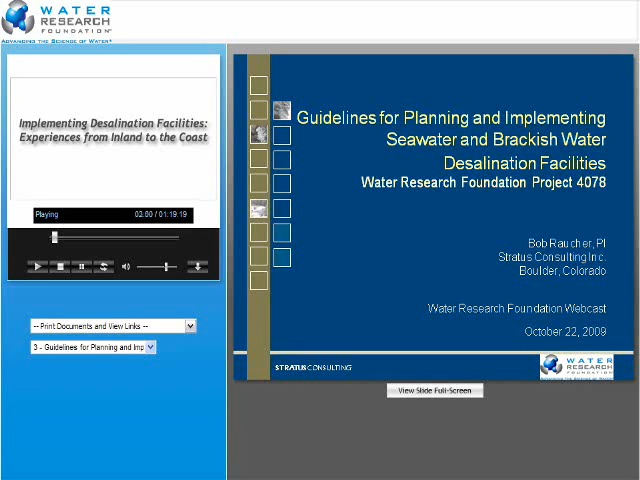 WATER
RESEARCH
FOUNDATION
ADVANCING THE SCIENCE OF WATER
Implementing Desalination Facilities:
Experiences from Inland to the Coast
Playing 03:00 / 01:19:19
-- Print Documents and View Links --
3 - Guidelines for Planning and Imp
Guidelines for Planning and Implementing
Seawater and Brackish Water
Desalination Facilities
Water Research Foundation Project 4078
Bob Raucher, PI
Stratus Consulting Inc.
Boulder, Colorado
Water Research Foundation Webcast
October 22, 2009
STRATUS CONSULTING
WATER
RESEARCH
FOUNDATION
View Slide Full-Screen